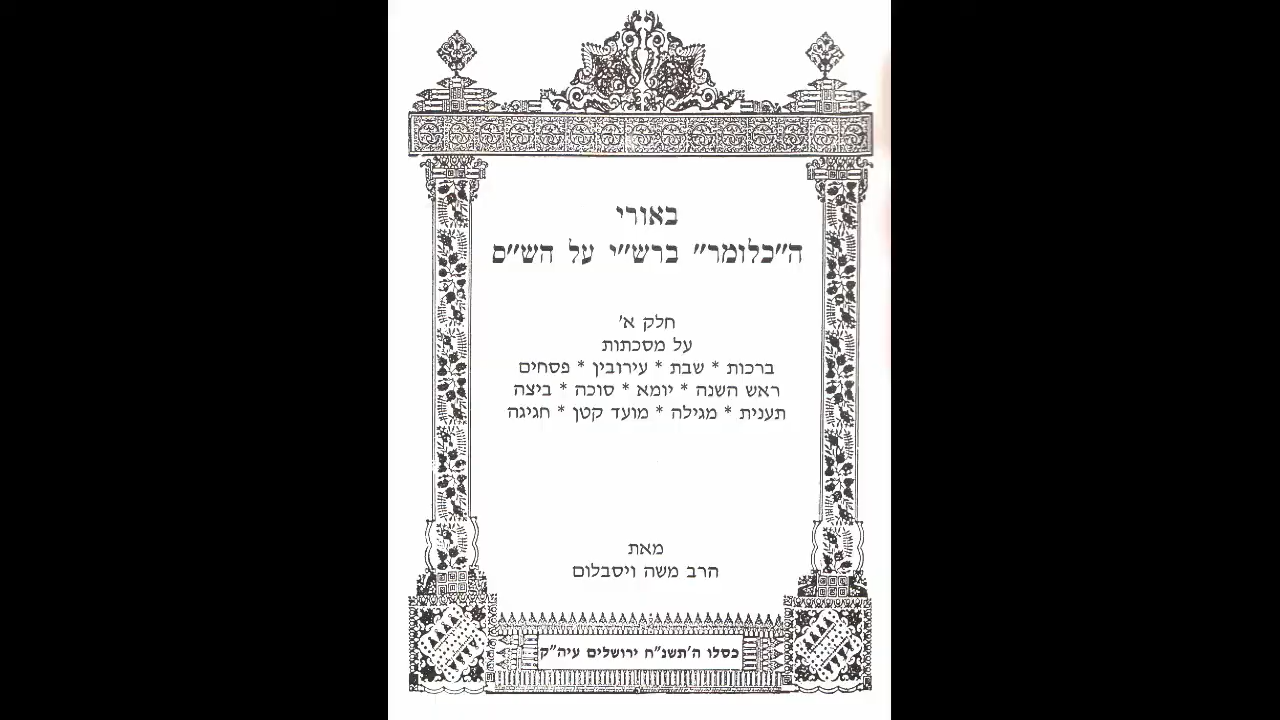 באורי
ה"כלומר" ברש"י על הש"ס
חלק א'
על מסכתות
ברכות * שבת * עירובין * פסחים
ראש השנה * יומא * סוכה * ביצה
תענית * מגילה * מועד קטן * חגיגה
מאת
הרב משה ויסבלום
כסלו ה'תשנ"ח ירושלים עיה"ק